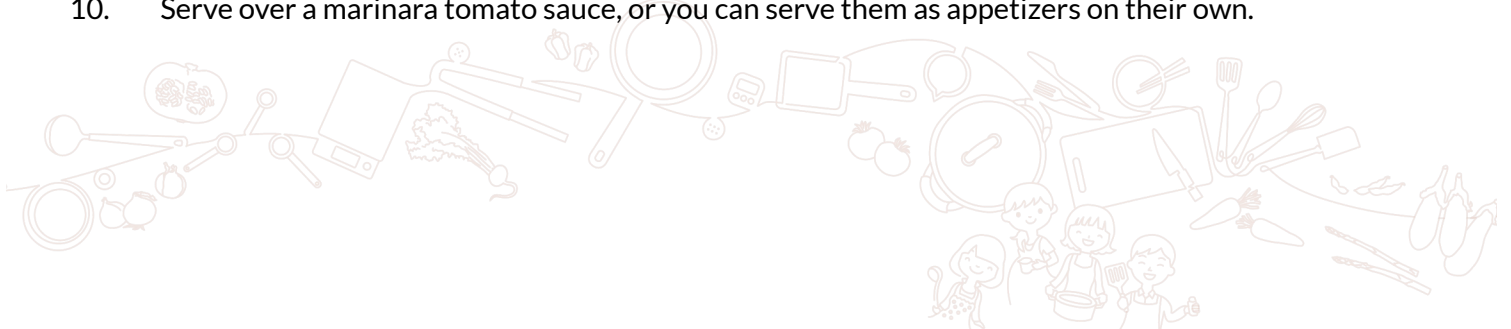 10. Serve over a marinara tomato sauce, or you can serve them as appetizers on their own.